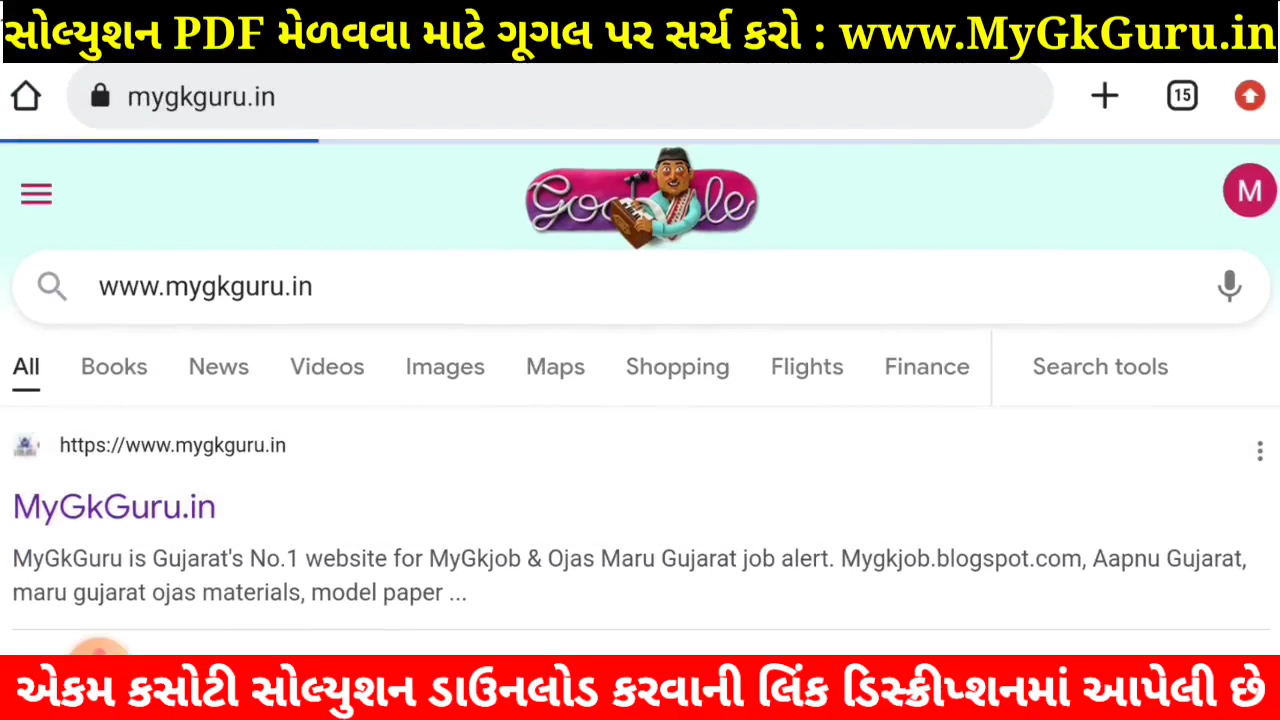 સોલ્યુશન PDF મેળવવા માટે ગૂગલ પર સર્ચ કરો : www.MyGkGuru.in
mygkguru.in
15
Google
M
www.mygkguru.in
All Books News Videos Images Maps Shopping Flights Finance Search tools
https://www.mygkguru.in
MyGkGuru.in
MyGkGuru is Gujarat's No.1 website for MyGkjob & Ojas Maru Gujarat job alert. Mygkjob.blogspot.com, Aapnu Gujarat,
maru gujarat ojas materials, model paper ...
એકમ કસોટી સોલ્યુશન ડાઉનલોડ કરવાની લિંક ડિસ્ક્રીપ્શનમાં આપેલી છે